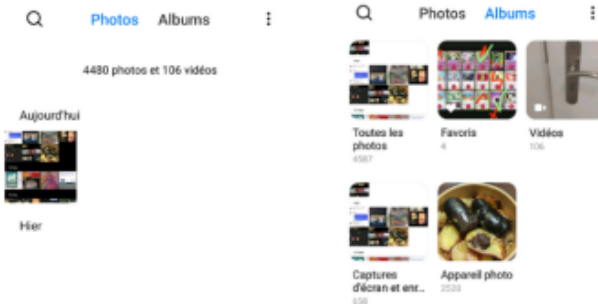 Photos Albums
4480 photos et 106 vidéos
Aujourd'hui
Hier
Photos Albums
Toutes les photos
4587
Favoris
4
Vidéos
106
Captures d'écran et enr...
658
Appareil photo
2528